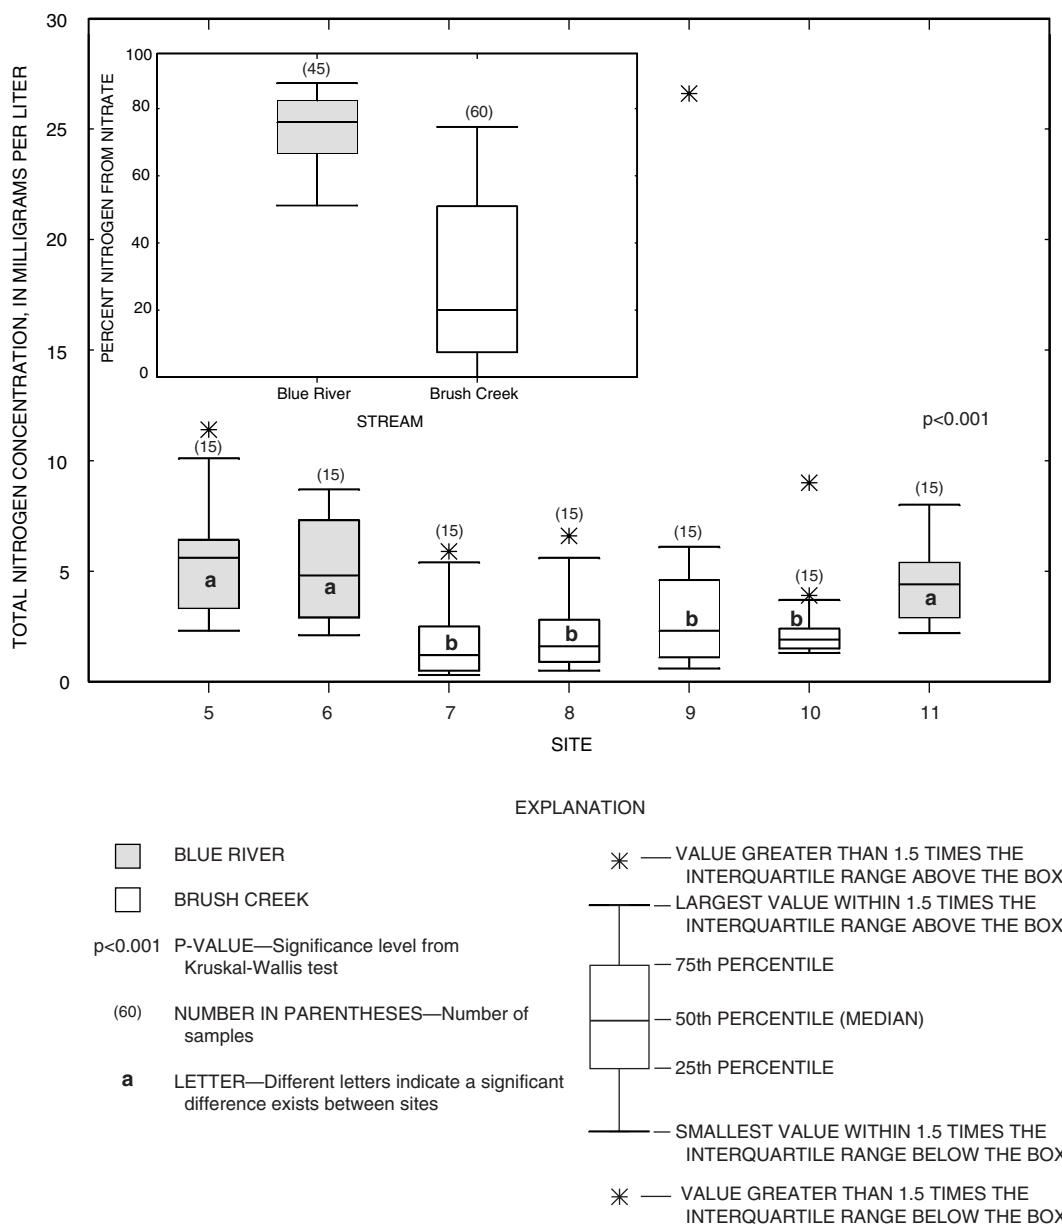 TOTAL NITROGEN CONCENTRATION, IN MILLIGRAMS PER LITER
30
25
20
15
10
5
0
PERCENT NITROGEN FROM NITRATE
100
80
60
40
20
0
(45)
(60)
Blue River
Brush Creek
STREAM
p<0.001
(15)
(15)
(15)
(15)
(15)
(15)
(15)
a
a
b
b
b
b
a
5
6
7
8
9
10
11
SITE
EXPLANATION
BLUE RIVER
BRUSH CREEK
p<0.001 P-VALUE—Significance level from
Kruskal-Wallis test
(60) NUMBER IN PARENTHESES—Number of
samples
a LETTER—Different letters indicate a significant
difference exists between sites
VALUE GREATER THAN 1.5 TIMES THE
INTERQUARTILE RANGE ABOVE THE BOX
LARGEST VALUE WITHIN 1.5 TIMES THE
INTERQUARTILE RANGE ABOVE THE BOX
75th PERCENTILE
50th PERCENTILE (MEDIAN)
25th PERCENTILE
SMALLEST VALUE WITHIN 1.5 TIMES THE
INTERQUARTILE RANGE BELOW THE BOX
VALUE GREATER THAN 1.5 TIMES THE
INTERQUARTILE RANGE BELOW THE BOX